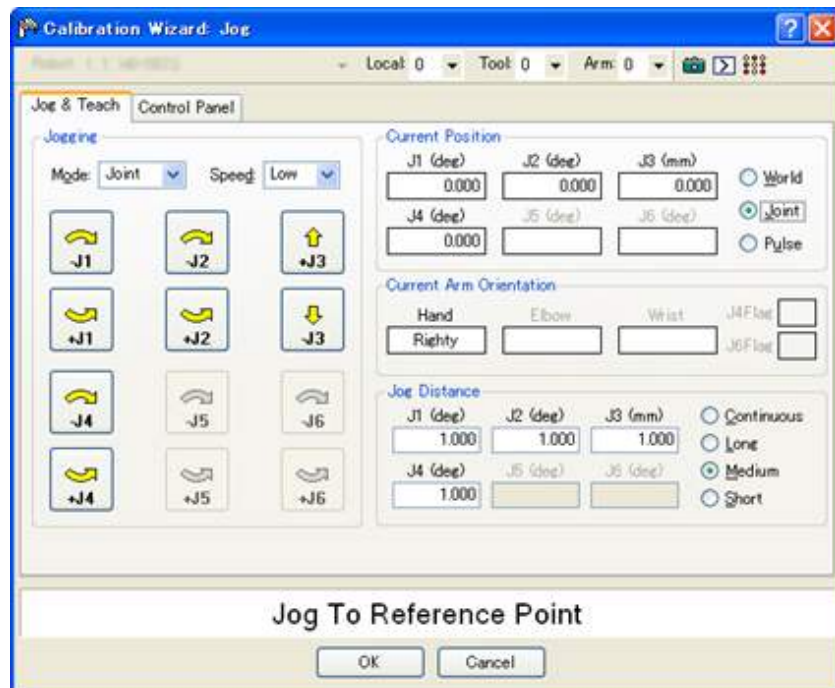 Calibration Wizard: Jog
Local: 0 Tool: 0 Arm: 0
Jog & Teach Control Panel
Jogging
Mode: Joint Speed: Low
-J1 -J2 +J3
+J1 +J2 -J3
-J4 -J5 -J6
+J4 +J5 +J6
Current Position
J1 (deg) J2 (deg) J3 (mm)
0.000 0.000 0.000
J4 (deg) J5 (deg) J6 (deg)
0.000
World
Joint
Pulse
Current Arm Orientation
Hand Elbow Wrist J4Flag
Righty J6Flag
Jog Distance
J1 (deg) J2 (deg) J3 (mm)
1.000 1.000 1.000
J4 (deg) J5 (deg) J6 (deg)
1.000
Continuous
Long
Medium
Short
Jog To Reference Point
OK Cancel